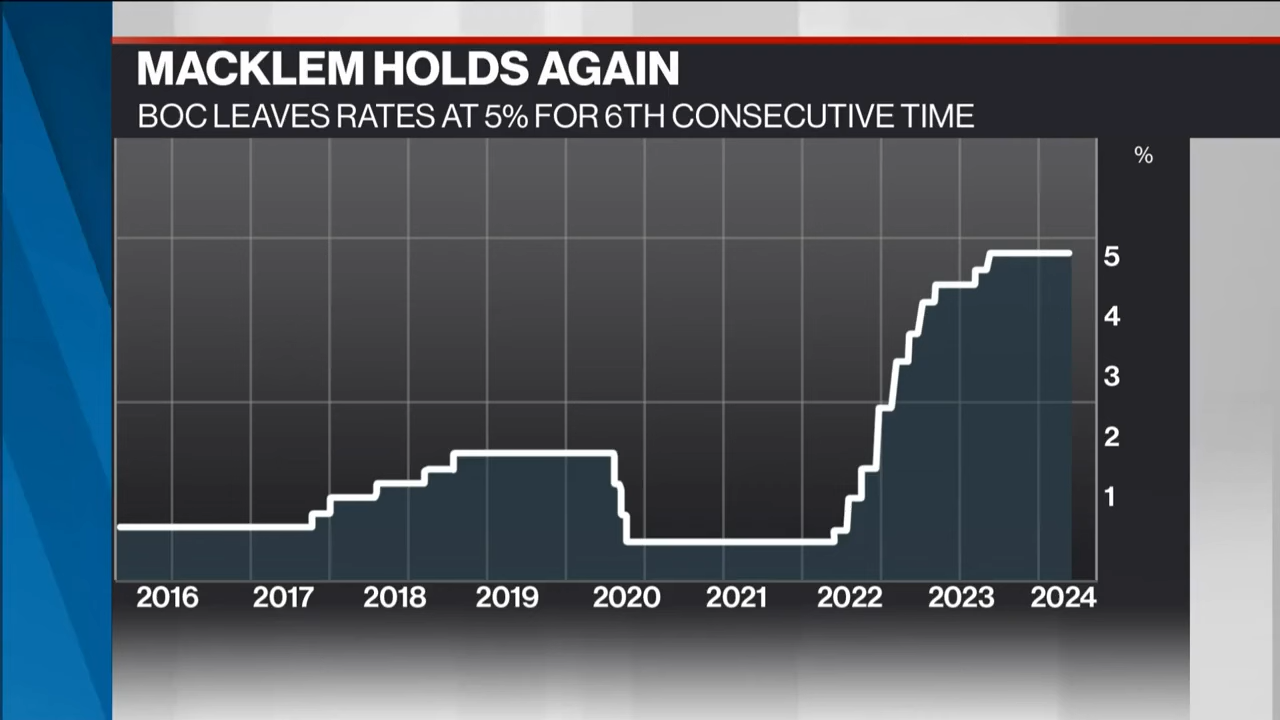 MACKLEM HOLDS AGAIN
BOC LEAVES RATES AT 5% FOR 6TH CONSECUTIVE TIME
%
5
4
3
2
1
2016 2017 2018 2019 2020 2021 2022 2023 2024